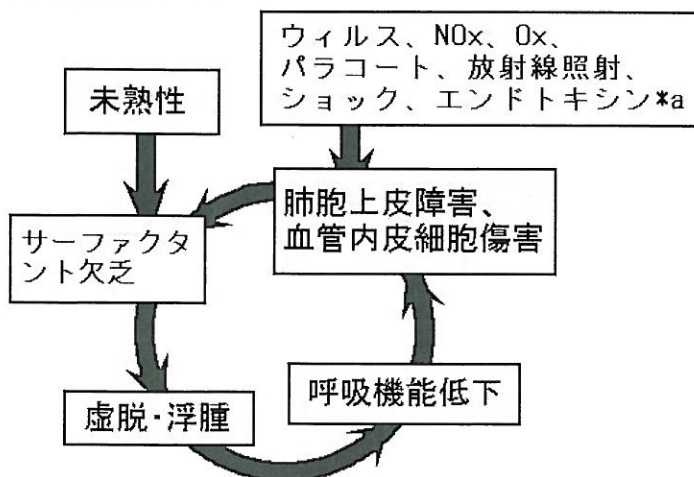 ウィルス、NOx、Ox、
パラコート、放射線照射、
ショック、エンドトキシン*a
未熟性
肺胞上皮障害、
血管内皮細胞傷害
サーファクタ
ント欠乏
呼吸機能低下
虚脱・浮腫